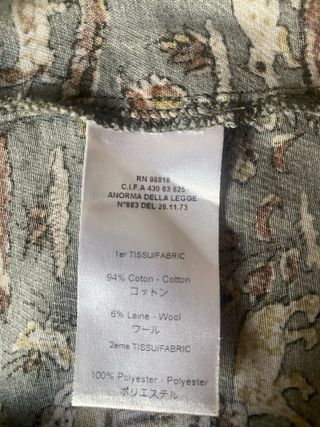 RN 98816
C.I.F.A 430 63 825
ANORMA DELLA LEGGE
N°883 DEL 26.11.73
1er TISSU/FABRIC
94% Coton - Cotton
コットン
6% Laine - Wool
ウール
2eme TISSU/FABRIC
100% Polyester - Polyester
ポリエステル